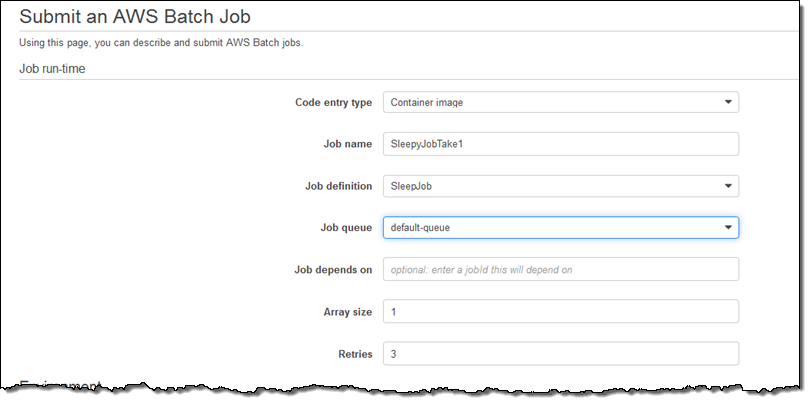 Submit an AWS Batch Job
Using this page, you can describe and submit AWS Batch jobs.
Job run-time
Code entry type Container image
Job name SleepyJobTake1
Job definition SleepJob
Job queue default-queue
Job depends on optional: enter a jobId this will depend on
Array size 1
Retries 3